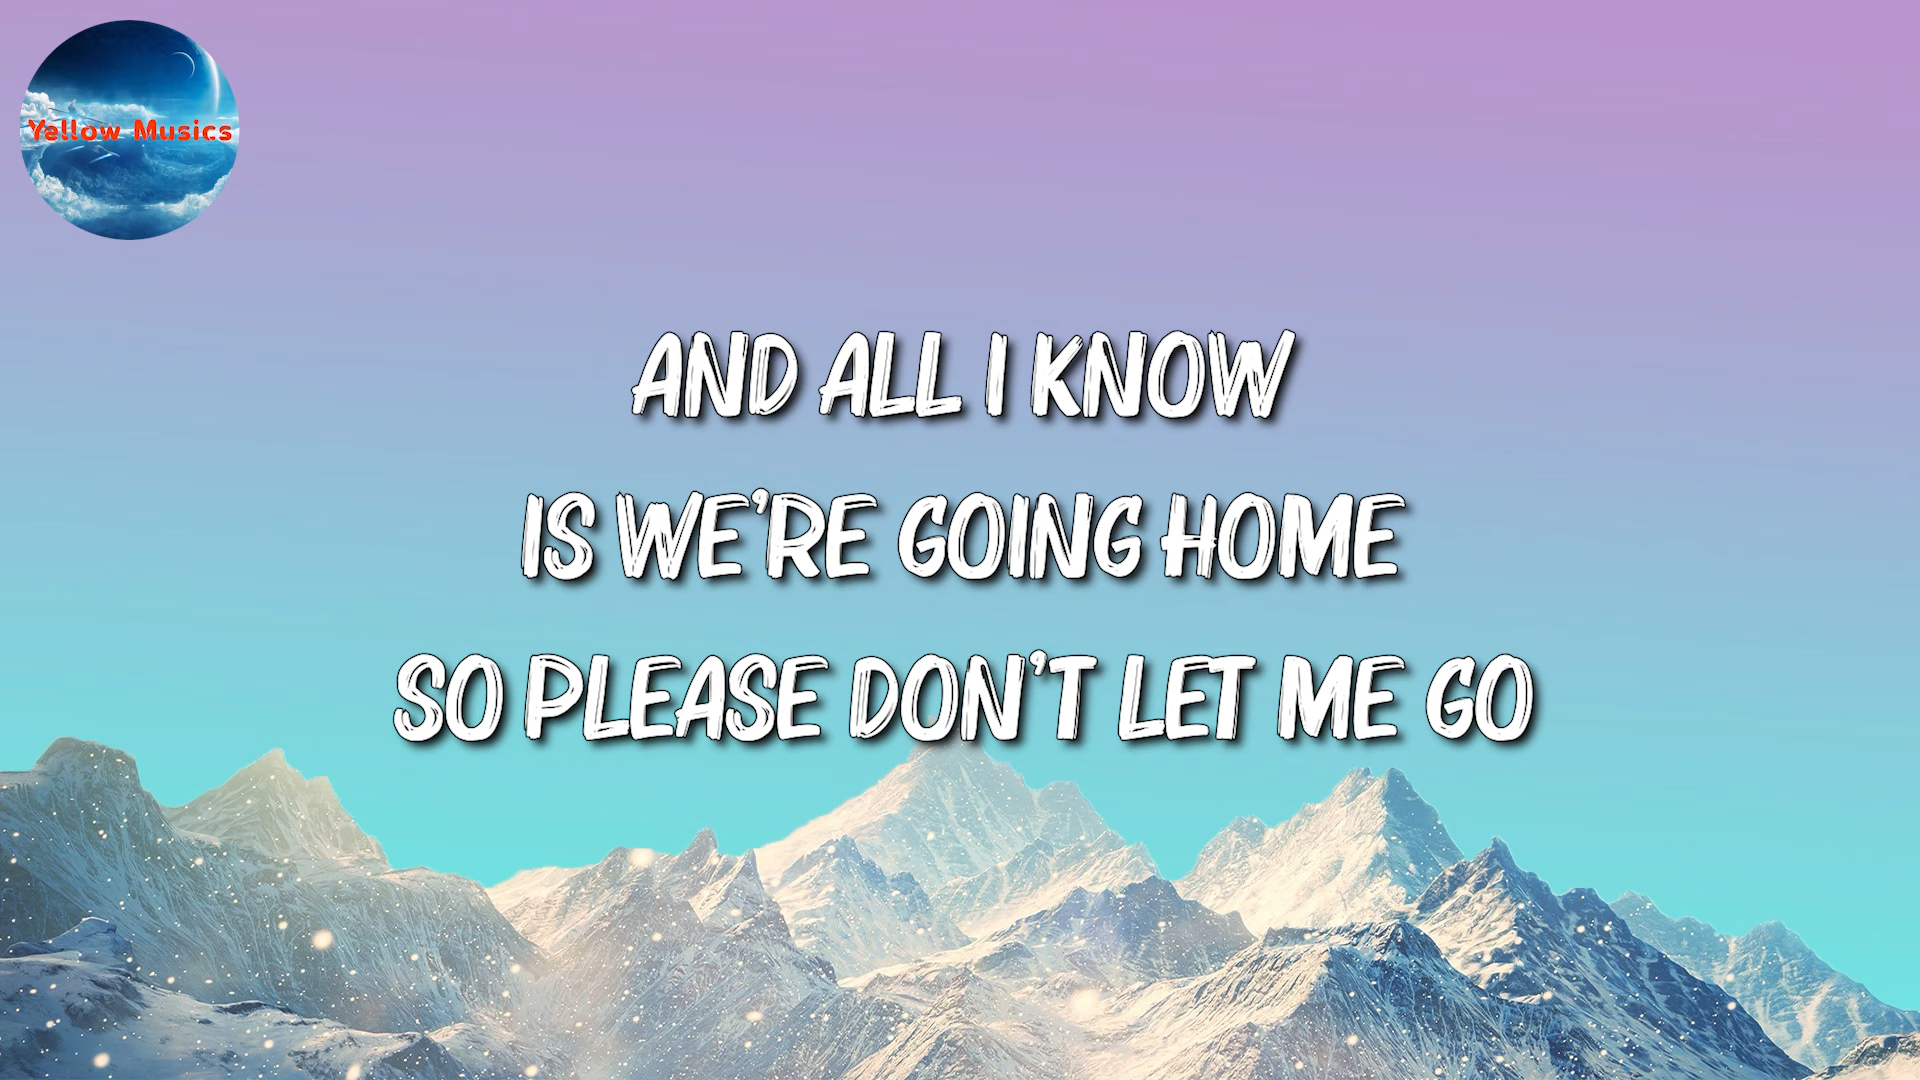 Yellow Musics
AND ALL I KNOW
IS WE'RE GOING HOME
SO PLEASE DON'T LET ME GO